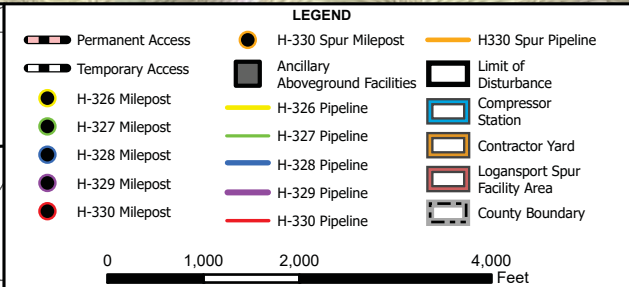 LEGEND
Permanent Access
Temporary Access
H-326 Milepost
H-327 Milepost
H-328 Milepost
H-329 Milepost
H-330 Milepost
H-330 Spur Milepost
Ancillary
Aboveground Facilities
H-326 Pipeline
H-327 Pipeline
H-328 Pipeline
H-329 Pipeline
H-330 Pipeline
H330 Spur Pipeline
Limit of
Disturbance
Compressor
Station
Contractor Yard
Logansport Spur
Facility Area
County Boundary
0 1,000 2,000 4,000
Feet